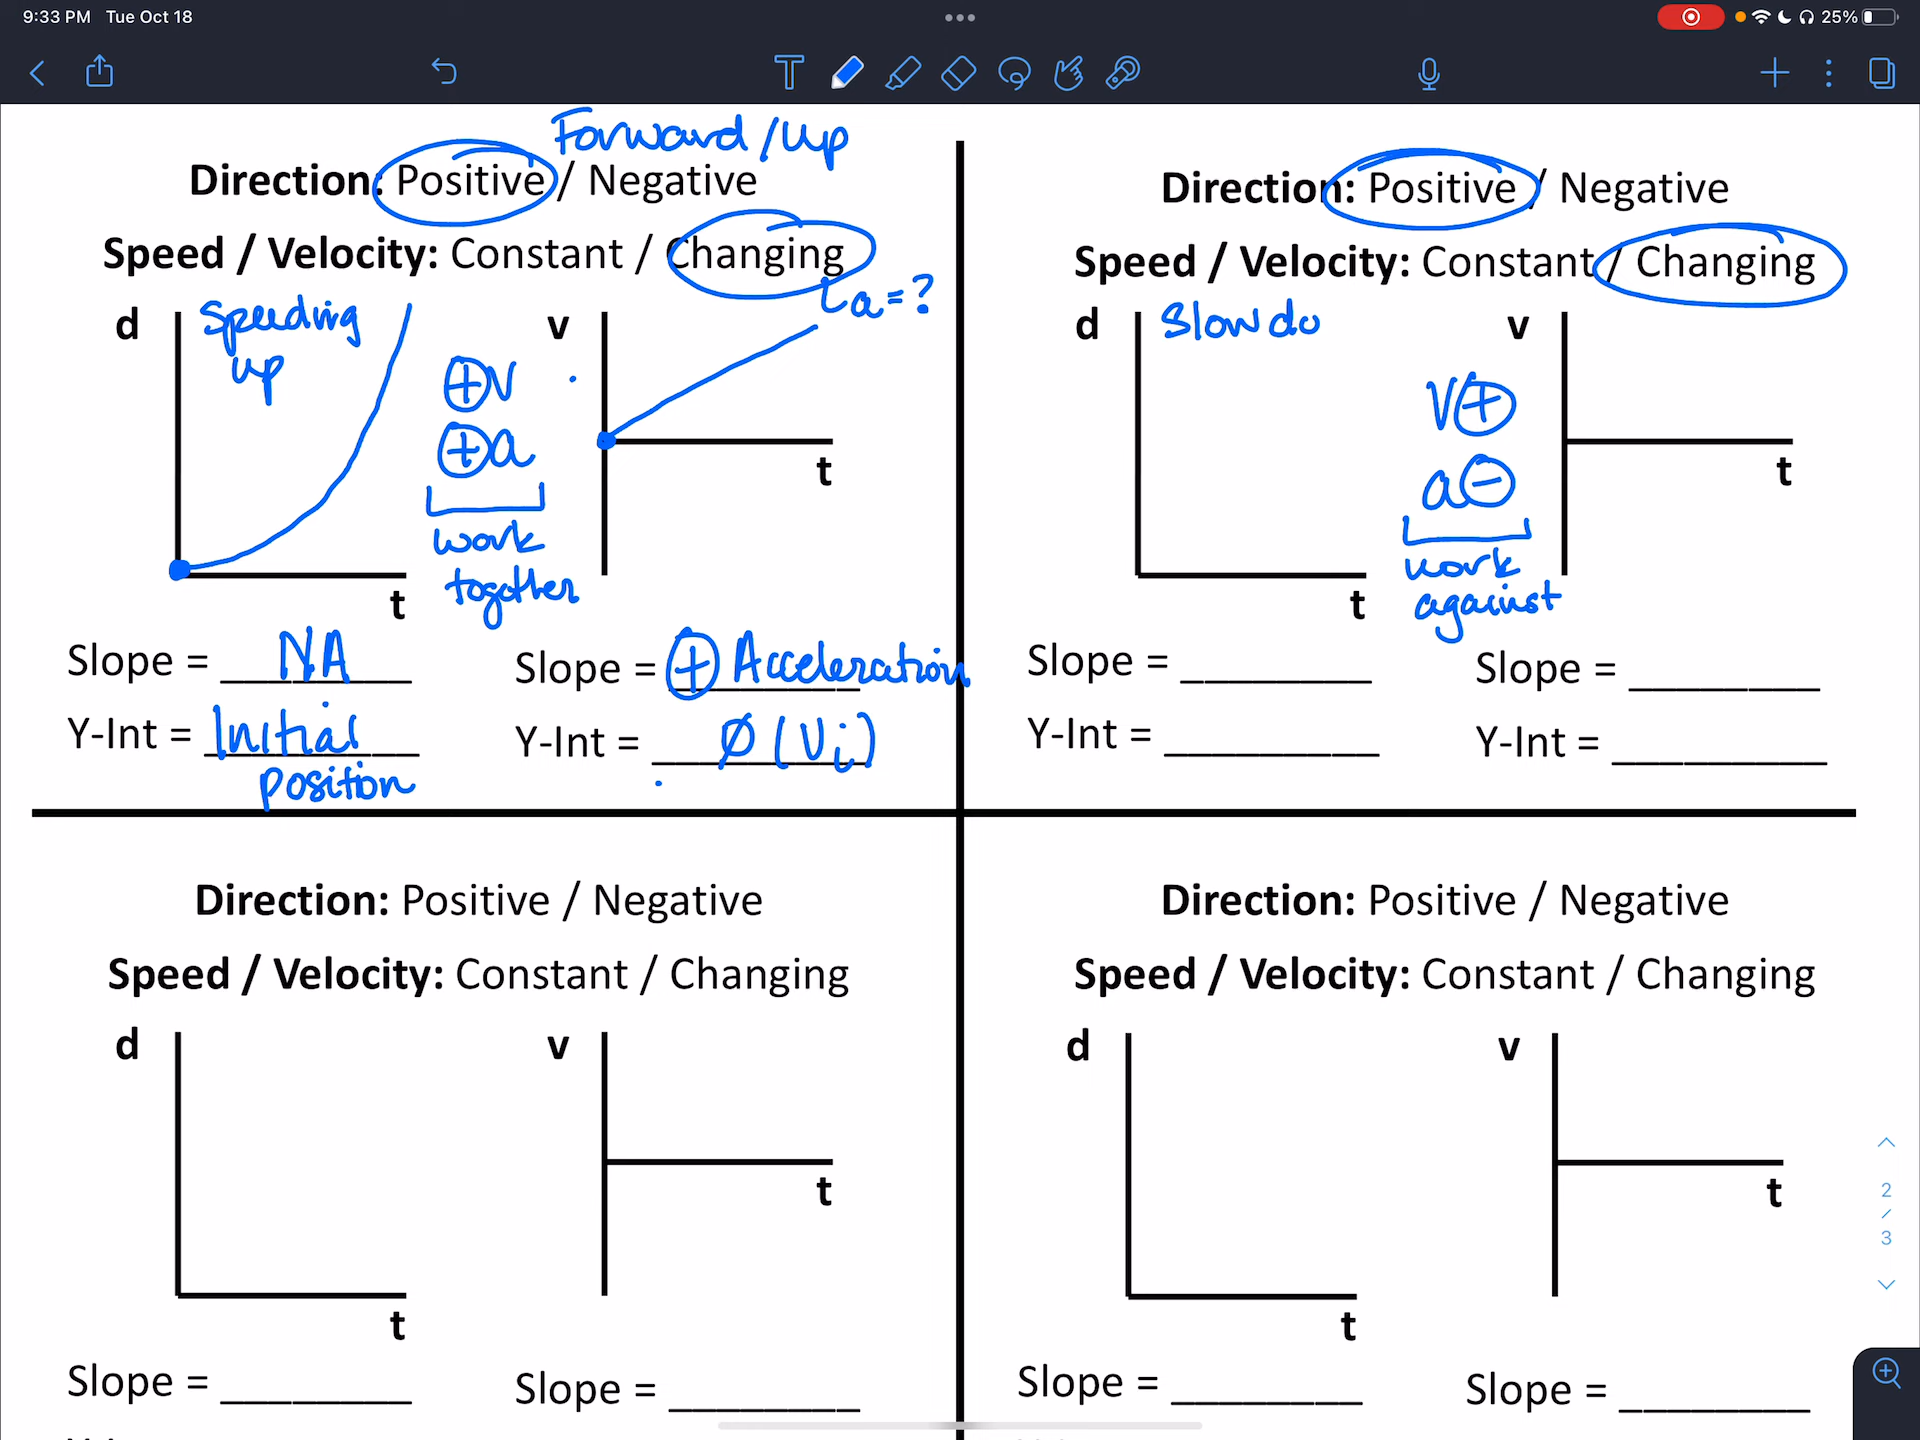 9:33 PM Tue Oct 18
25%
Forward/up
Direction: Positive / Negative
Speed / Velocity: Constant / Changing
a=?
d
Speeding
up
+v
+a
work
together
v
t
t
Slope = NA
Y-Int = Initial
position
Slope = + Acceleration
Y-Int = Ø (Vi)
Direction: Positive / Negative
Speed / Velocity: Constant / Changing
d
Slow do
V+
a-
work
against
v
t
t
Slope = ________
Y-Int = _________
Slope = ________
Y-Int = _________
Direction: Positive / Negative
Speed / Velocity: Constant / Changing
d
v
t
t
Slope = ________
Slope = ________
Direction: Positive / Negative
Speed / Velocity: Constant / Changing
d
v
t
t
Slope = ________
Slope = ________
2
/
3